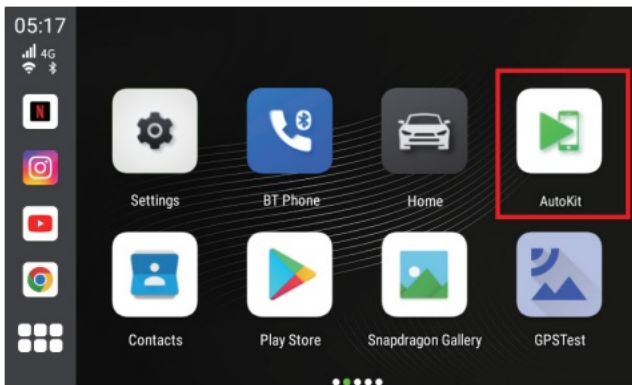 05:17
4G
N
Settings
BT Phone
Home
AutoKit
Contacts
Play Store
Snapdragon Gallery
GPSTest